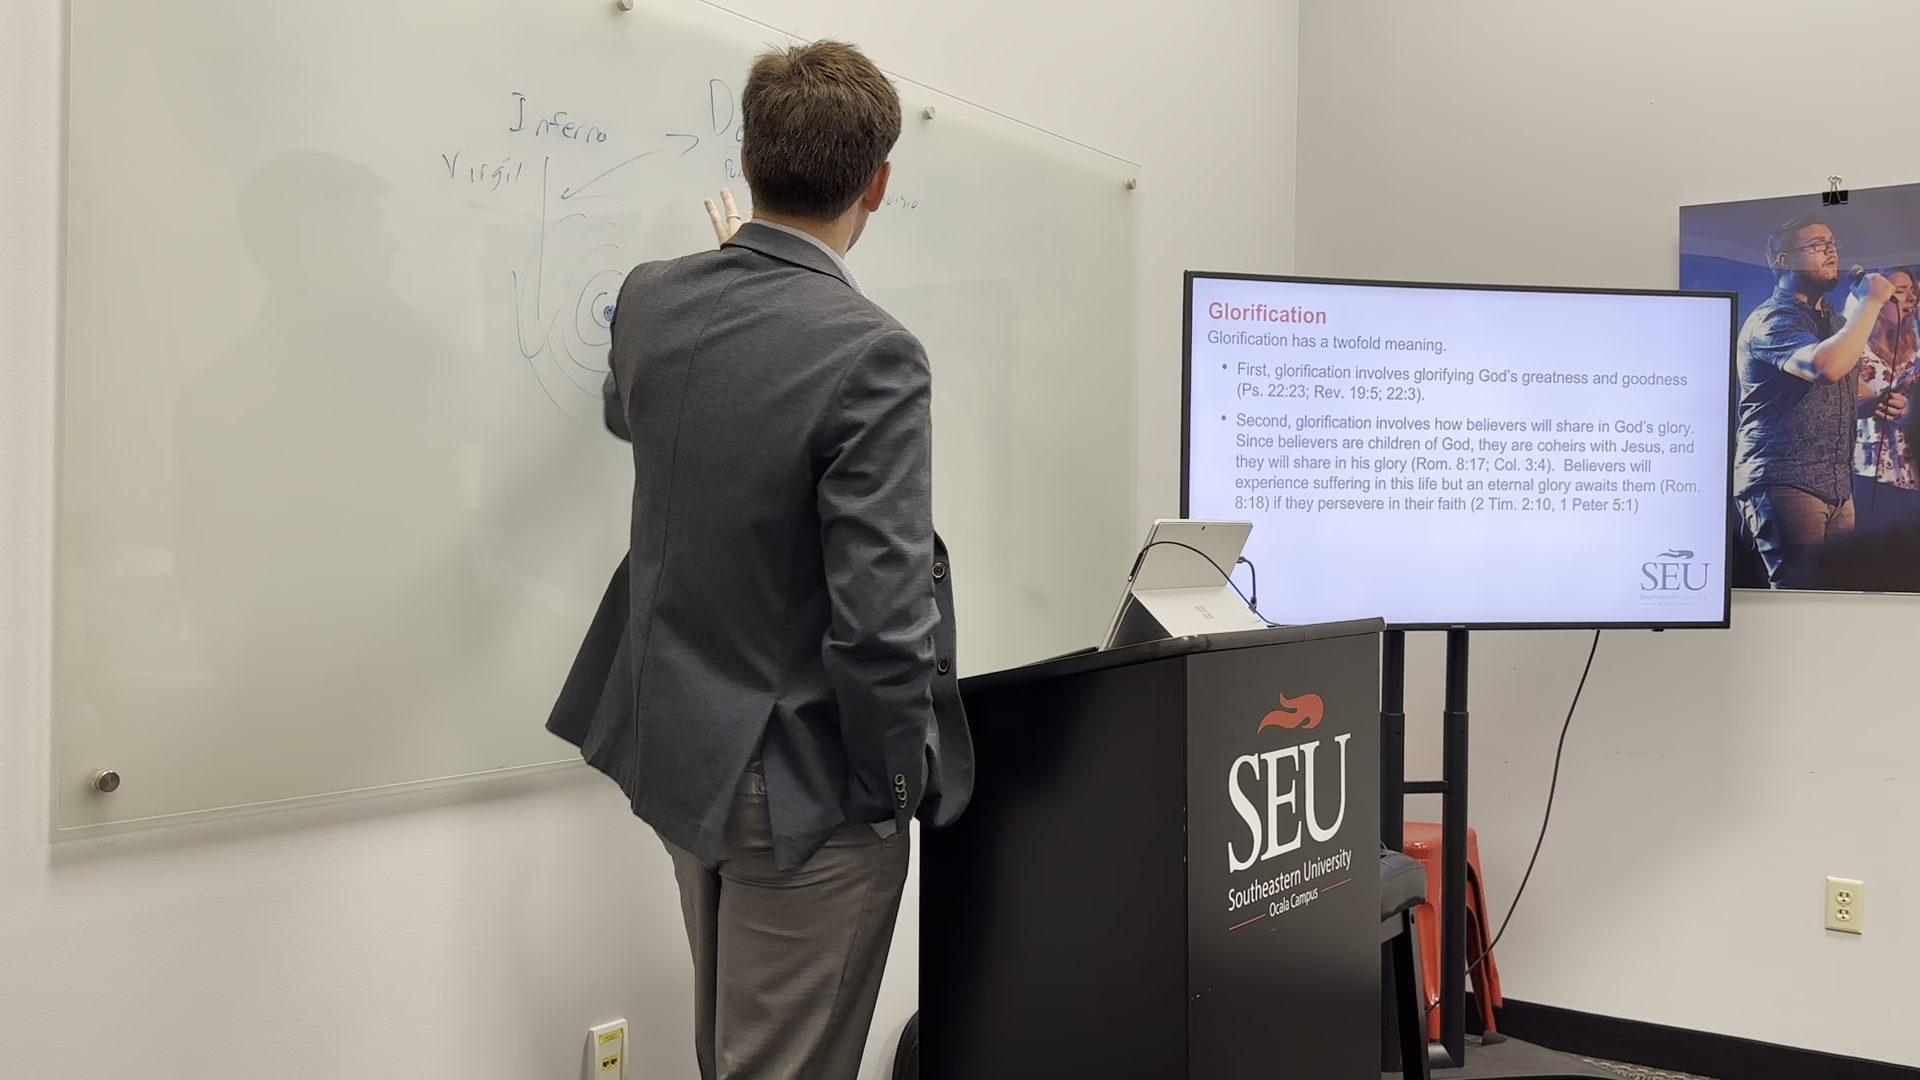 Inferno
Virgil
Glorification
Glorification has a twofold meaning.
• First, glorification involves glorifying God's greatness and goodness
(Ps. 22:23; Rev. 19:5; 22:3).
• Second, glorification involves how believers will share in God's glory.
Since believers are children of God, they are coheirs with Jesus, and
they will share in his glory (Rom. 8:17; Col. 3:4). Believers will
experience suffering in this life but an eternal glory awaits them (Rom.
8:18) if they persevere in their faith (2 Tim. 2:10, 1 Peter 5:1)
SEU
Southeastern University
Ocala Campus
SEU
Southeastern University
Ocala Campus